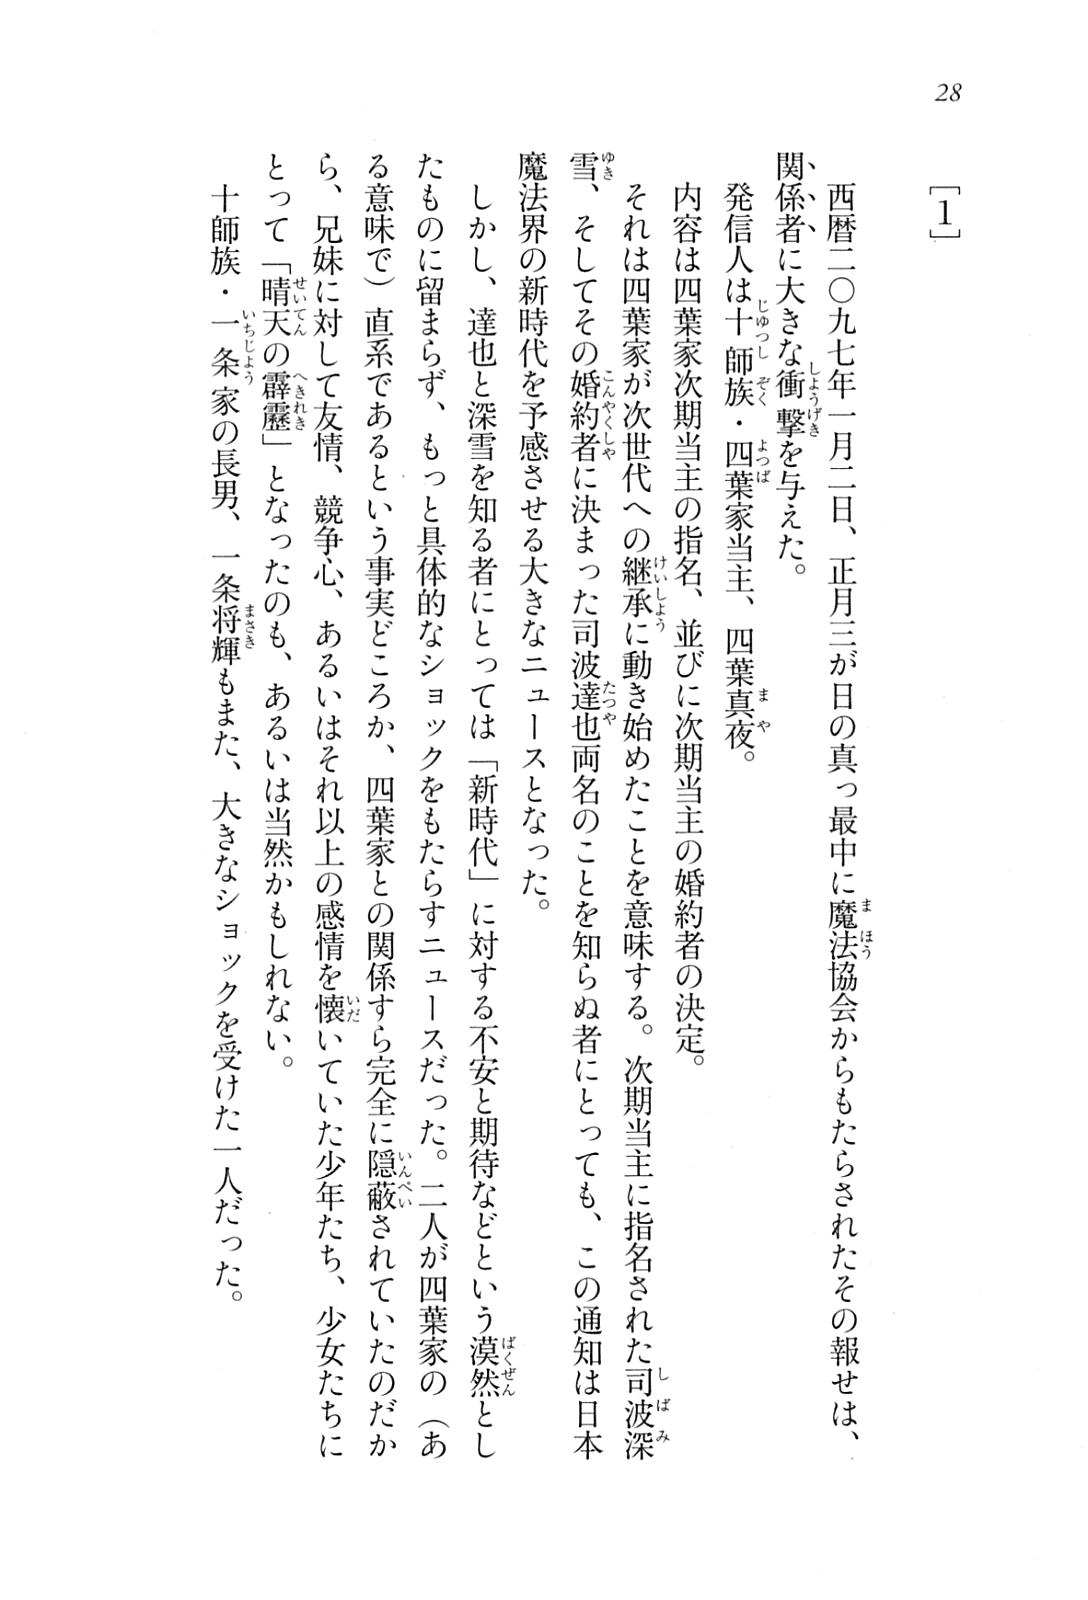 28
［1］
西暦二〇九七年一月二日、正月三が日の真っ最中に魔法協会からもたらされたその報せは、
関係者に大きな衝撃を与えた。
発信人は十師族・四葉家当主、四葉真夜。
内容は四葉家次期当主の指名、並びに次期当主の婚約者の決定。
それは四葉家が次世代への継承に動き始めたことを意味する。次期当主に指名された司波深
雪、そしてその婚約者に決まった司波達也両名のことを知らぬ者にとっても、この通知は日本
魔法界の新時代を予感させる大きなニュースとなった。
しかし、達也と深雪を知る者にとっては「新時代」に対する不安と期待などという漠然とし
たものに留まらず、もっと具体的なショックをもたらすニュースだった。二人が四葉家の（あ
る意味で）直系であるという事実どころか、四葉家との関係すら完全に隠蔽されていたのだか
ら、兄妹に対して友情、競争心、あるいはそれ以上の感情を懐いていた少年たち、少女たちに
とって「晴天の霹靂」となったのも、あるいは当然かもしれない。
十師族・一条家の長男、一条将輝もまた、大きなショックを受けた一人だった。